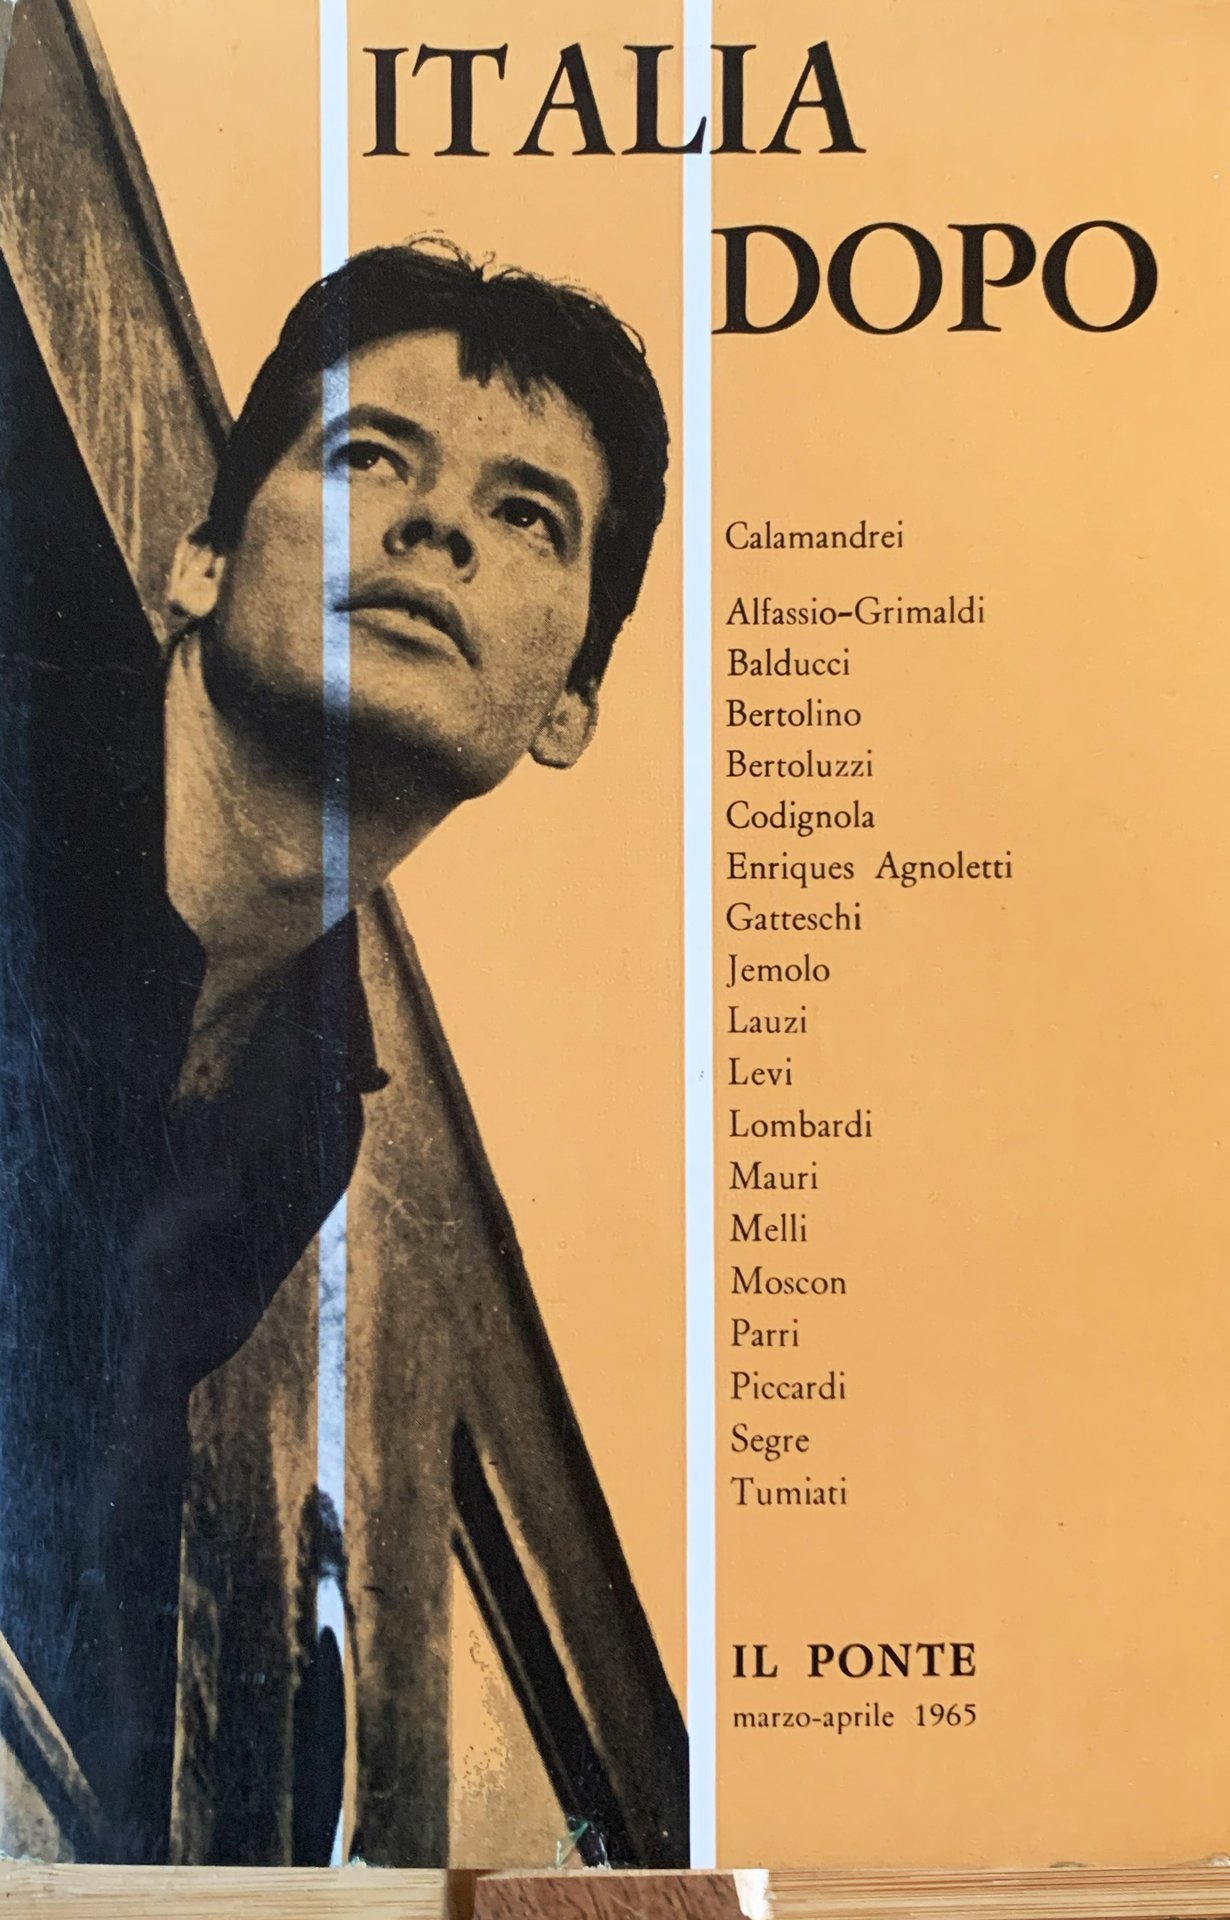 ITALIA
DOPO
Calamandrei
Alfassio-Grimaldi
Balducci
Bertolino
Bertoluzzi
Codignola
Enriques Agnoletti
Gatteschi
Jemolo
Lauzi
Levi
Lombardi
Mauri
Melli
Moscon
Parri
Piccardi
Segre
Tumiati
IL PONTE
marzo-aprile 1965